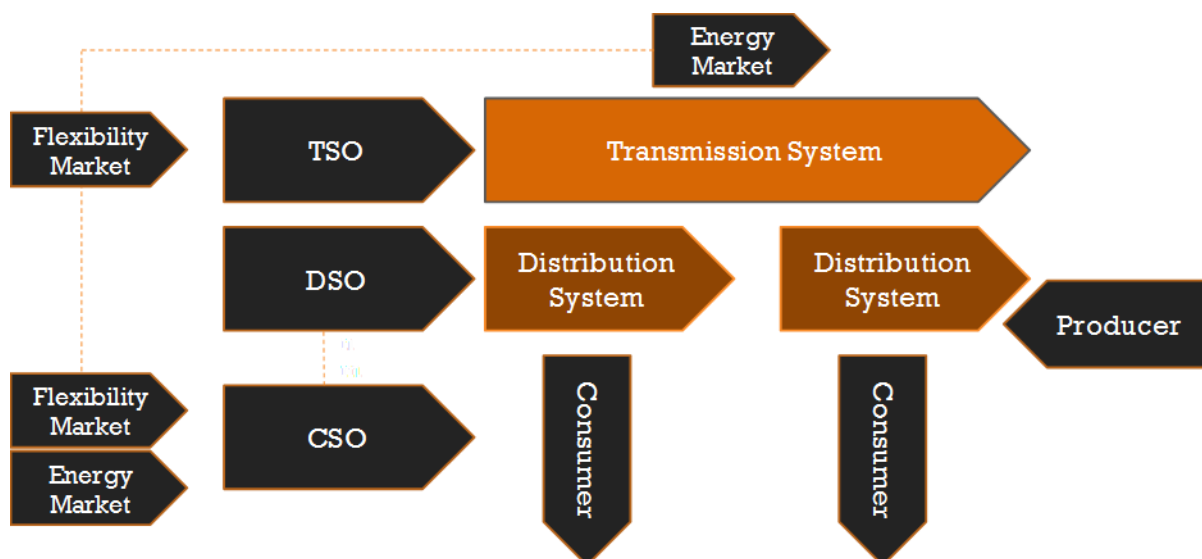 Energy
Market
Flexibility
Market
TSO
Transmission System
DSO
Distribution
System
Distribution
System
Producer
Flexibility
Market
Energy
Market
CSO
Consumer
Consumer